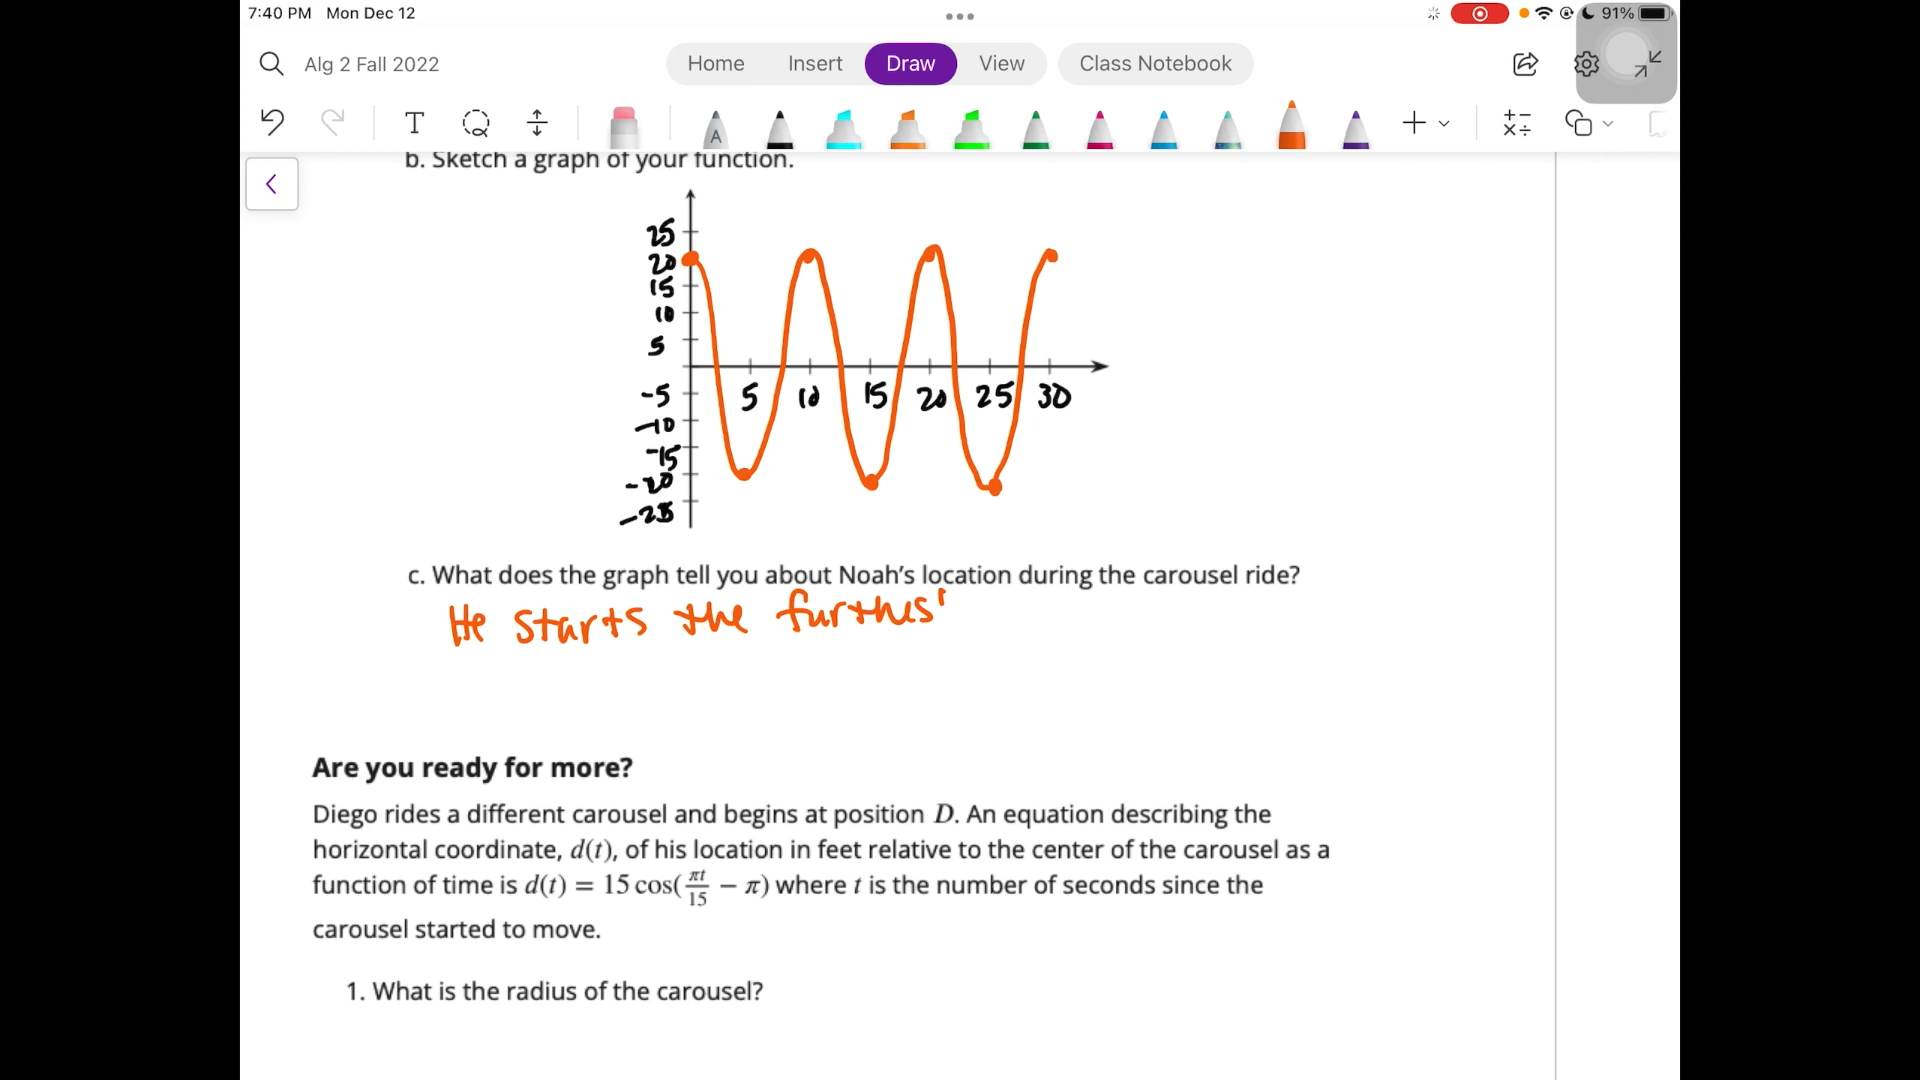 7:40 PM Mon Dec 12
91%
Alg 2 Fall 2022
Home Insert Draw View Class Notebook
T
A
b. Sketch a graph of your function.
25
20
15
10
5
-5
-10
-15
-20
-25
5 10 15 20 25 30
c. What does the graph tell you about Noah's location during the carousel ride?
He starts the furthes
Are you ready for more?
Diego rides a different carousel and begins at position D. An equation describing the
horizontal coordinate, d(t), of his location in feet relative to the center of the carousel as a
function of time is d(t) = 15 cos(πt/15 − π) where t is the number of seconds since the
carousel started to move.
1. What is the radius of the carousel?